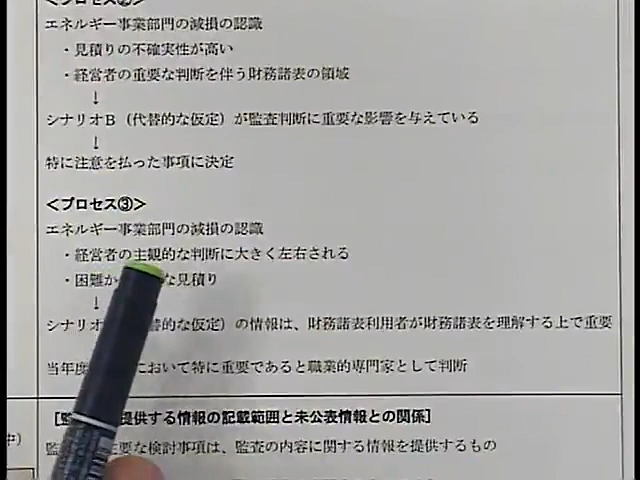 <プロセス②>
エネルギー事業部門の減損の認識
・見積りの不確実性が高い
・経営者の重要な判断を伴う財務諸表の領域
↓
シナリオB（代替的な仮定）が監査判断に重要な影響を与えている
↓
特に注意を払った事項に決定
<プロセス③>
エネルギー事業部門の減損の認識
・経営者の主観的な判断に大きく左右される
・困難か な見積り
↓
シナリオ 替的な仮定）の情報は、財務諸表利用者が財務諸表を理解する上で重要
当年度 において特に重要であると職業的専門家として判断
[監 提供する情報の記載範囲と未公表情報との関係]
中）
監 主要な検討事項は、監査の内容に関する情報を提供するもの